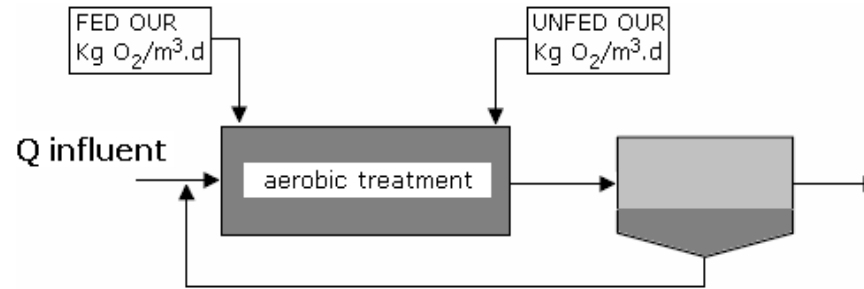 FED OUR
Kg O₂/m³.d
UNFED OUR
Kg O₂/m³.d
Q influent
aerobic treatment